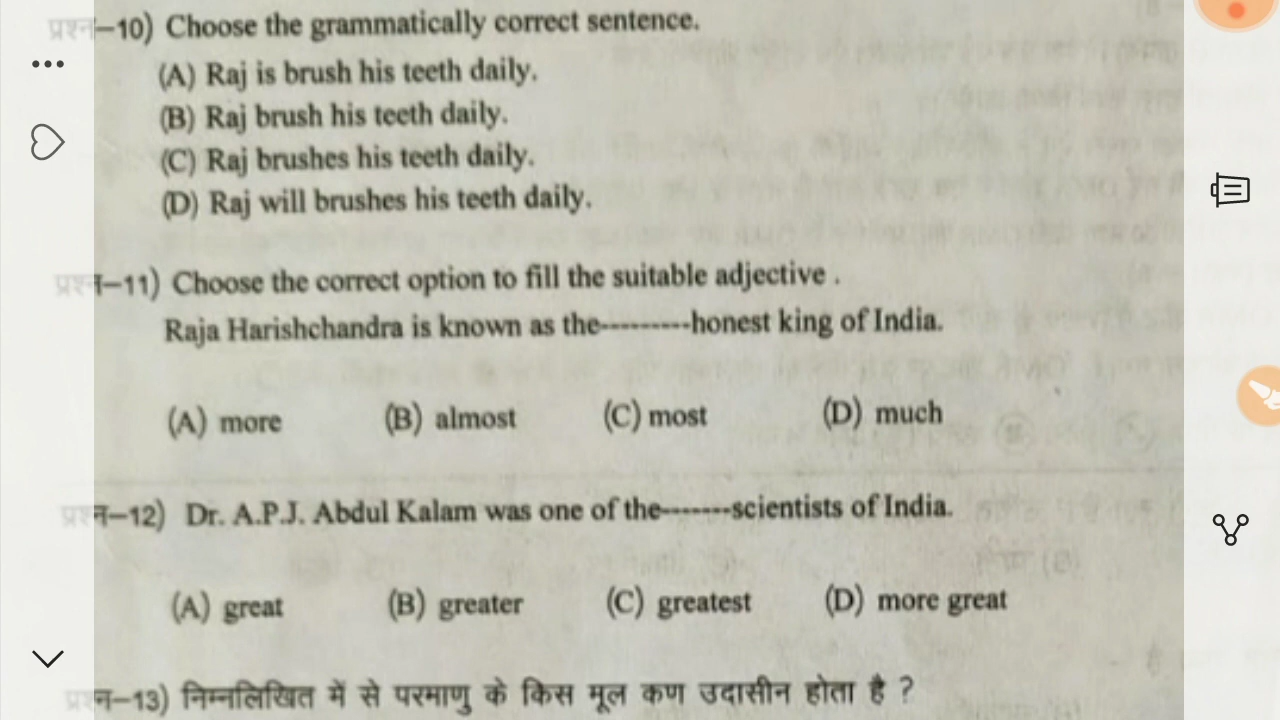 प्रश्न-10) Choose the grammatically correct sentence.
(A) Raj is brush his teeth daily.
(B) Raj brush his teeth daily.
(C) Raj brushes his teeth daily.
(D) Raj will brushes his teeth daily.
प्रश्न-11) Choose the correct option to fill the suitable adjective .
Raja Harishchandra is known as the---------honest king of India.
(A) more (B) almost (C) most (D) much
प्रश्न-12) Dr. A.P.J. Abdul Kalam was one of the-------scientists of India.
(A) great (B) greater (C) greatest (D) more great
प्रश्न-13) निम्नलिखित में से परमाणु के किस मूल कण उदासीन होता है ?